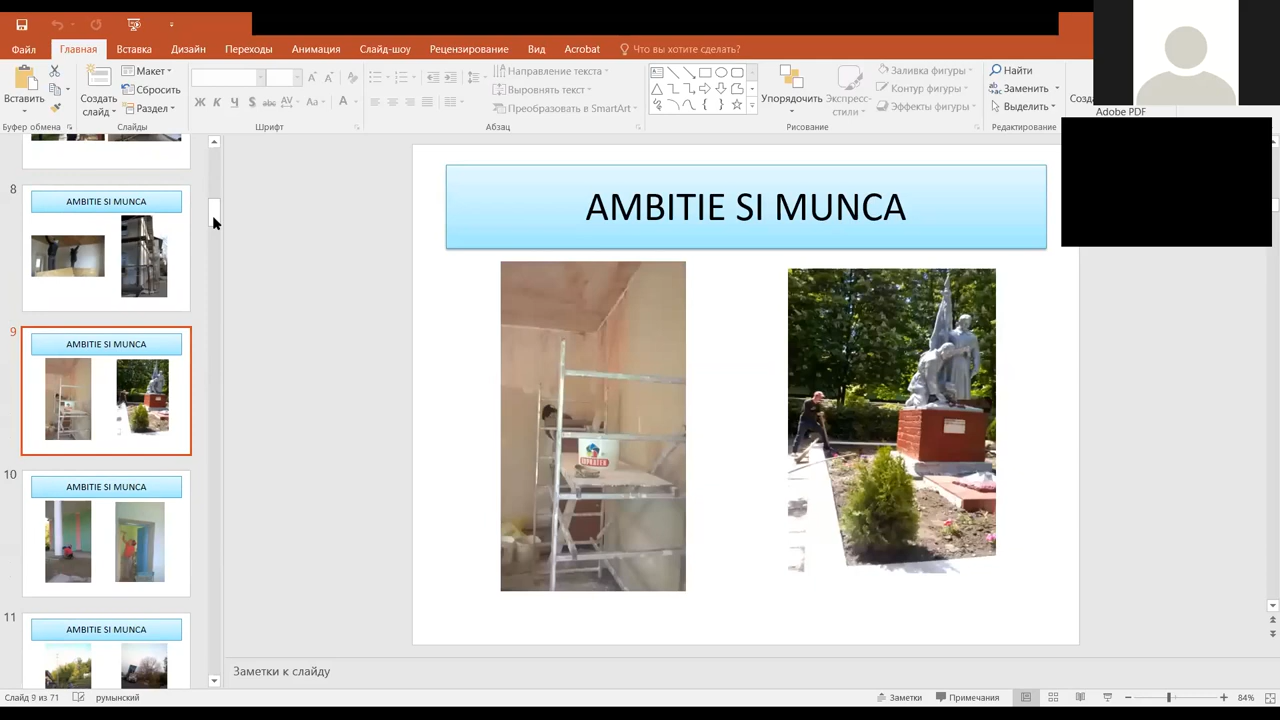 Файл Главная Вставка Дизайн Переходы Анимация Слайд-шоу Рецензирование Вид Acrobat Что вы хотите сделать?
Вставить
Создать слайд
Макет
Сбросить
Раздел
Ж К Ч S abc AV Aa A
Направление текста
Выровнять текст
Преобразовать в SmartArt
Упорядочить
Экспресс-стили
Заливка фигуры
Контур фигуры
Эффекты фигуры
Найти
Заменить
Выделить
Adobe PDF
Буфер обмена Слайды Шрифт Абзац Рисование Редактирование
8
AMBITIE SI MUNCA
9
AMBITIE SI MUNCA
10
AMBITIE SI MUNCA
11
AMBITIE SI MUNCA
AMBITIE SI MUNCA
Заметки к слайду
Слайд 9 из 71 румынский Заметки Примечания 84%